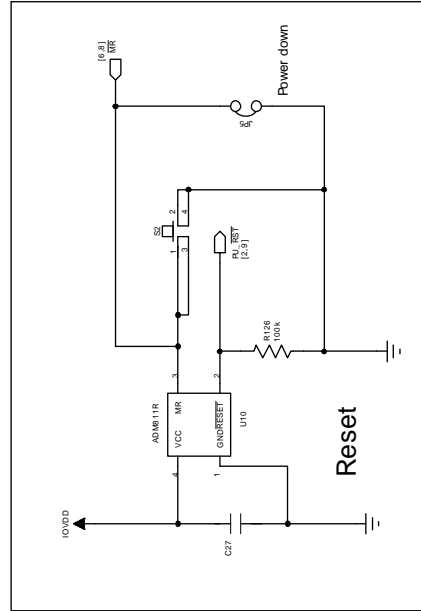 [6,8]
MR
IOVDD
ADM811R
4
VCC
MR
3
S2
1
2
3
4
1
GND
RESET
2
U10
PU_RST
[2,9]
C27
R126
100k
JP5
Power down
Reset